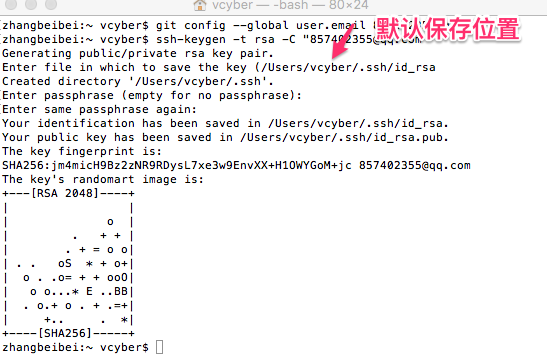 vcyber — -bash — 80×24
zhangbeibei:~ vcyber$ git config --global user.email 8
默认保存位置
zhangbeibei:~ vcyber$ ssh-keygen -t rsa -C "857402355@qq.com
Generating public/private rsa key pair.
Enter file in which to save the key (/Users/vcyber/.ssh/id_rsa
Created directory '/Users/vcyber/.ssh'.
Enter passphrase (empty for no passphrase):
Enter same passphrase again:
Your identification has been saved in /Users/vcyber/.ssh/id_rsa.
Your public key has been saved in /Users/vcyber/.ssh/id_rsa.pub.
The key fingerprint is:
SHA256:jm4micH9Bz2zNR9RDysL7xe3w9EnvXX+H1OWYGoM+jc 857402355@qq.com
The key's randomart image is:
+---[RSA 2048]----+
|                 |
|              o  |
|         .   + + |
|        . + = o o|
| . .   oS  * + o+|
|  o . .o= + + ooO|
|   o o...* E ..BB|
|  . o.+ o . + .=+|
|     +..     .  *|
+----[SHA256]-----+
zhangbeibei:~ vcyber$